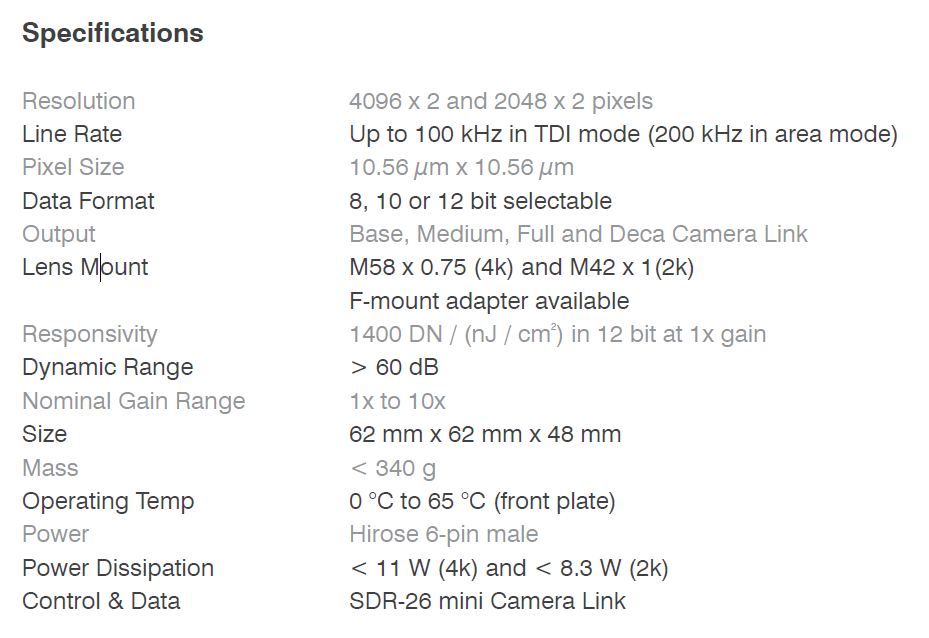 Specifications
Resolution 4096 x 2 and 2048 x 2 pixels
Line Rate Up to 100 kHz in TDI mode (200 kHz in area mode)
Pixel Size 10.56 µm x 10.56 µm
Data Format 8, 10 or 12 bit selectable
Output Base, Medium, Full and Deca Camera Link
Lens Mount M58 x 0.75 (4k) and M42 x 1(2k)
F-mount adapter available
Responsivity 1400 DN / (nJ / cm²) in 12 bit at 1x gain
Dynamic Range > 60 dB
Nominal Gain Range 1x to 10x
Size 62 mm x 62 mm x 48 mm
Mass < 340 g
Operating Temp 0 °C to 65 °C (front plate)
Power Hirose 6-pin male
Power Dissipation < 11 W (4k) and < 8.3 W (2k)
Control & Data SDR-26 mini Camera Link